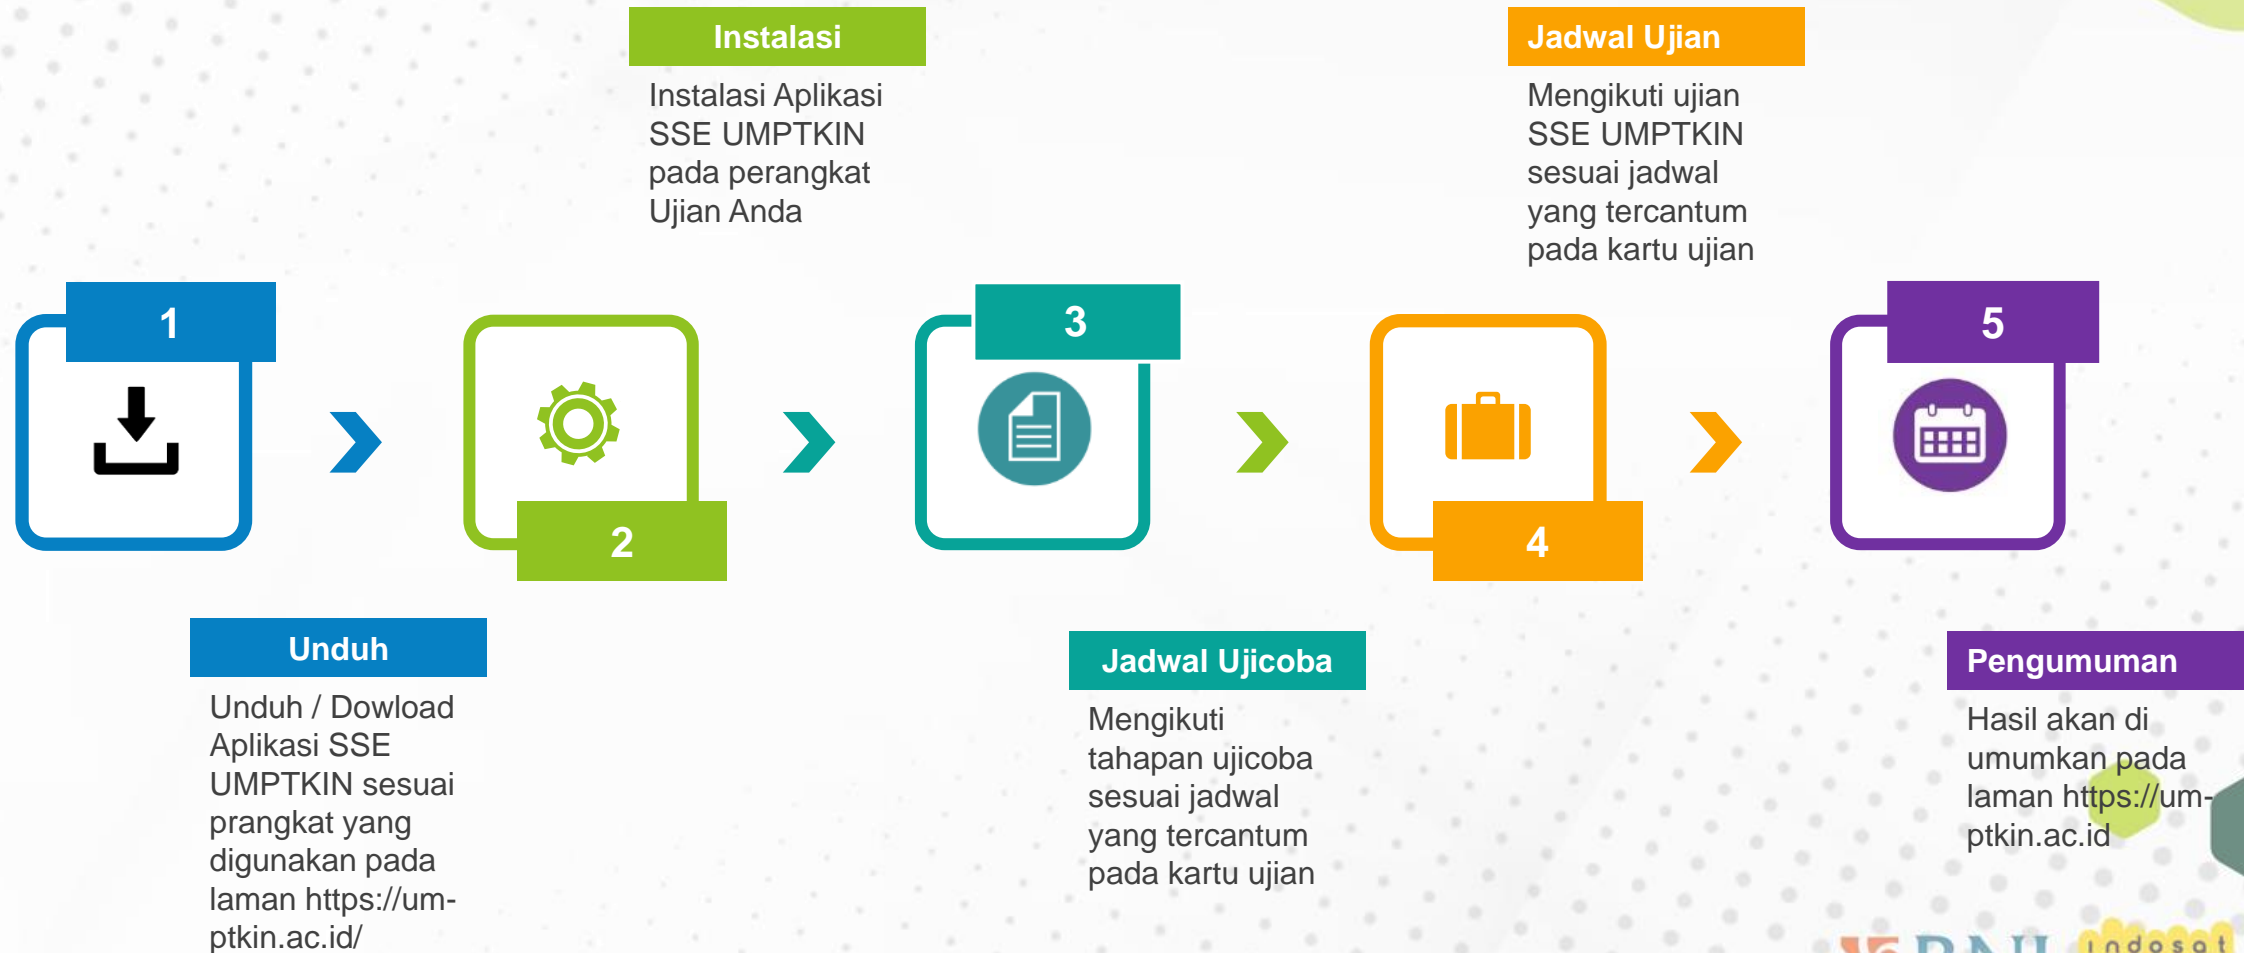 Instalasi
Instalasi Aplikasi
SSE UMPTKIN
pada perangkat
Ujian Anda
Jadwal Ujian
Mengikuti ujian
SSE UMPTKIN
sesuai jadwal
yang tercantum
pada kartu ujian
1
2
3
4
5
Unduh
Unduh / Dowload
Aplikasi SSE
UMPTKIN sesuai
prangkat yang
digunakan pada
laman https://um-
ptkin.ac.id/
Jadwal Ujicoba
Mengikuti
tahapan ujicoba
sesuai jadwal
yang tercantum
pada kartu ujian
Pengumuman
Hasil akan di
umumkan pada
laman https://um-
ptkin.ac.id
BNI
indosat